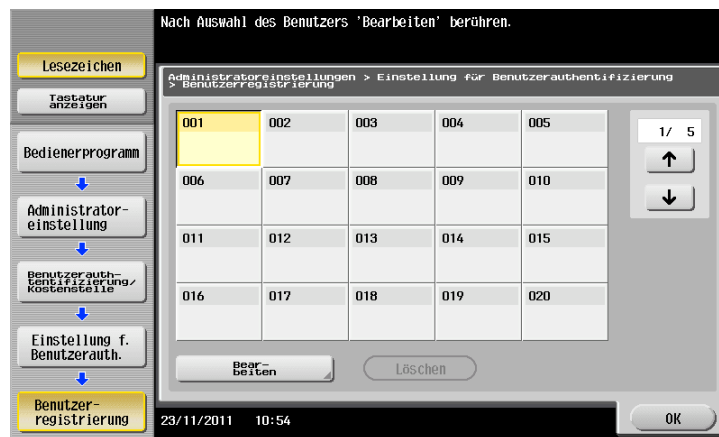 Nach Auswahl des Benutzers 'Bearbeiten' berühren.
Lesezeichen
Tastatur
anzeigen
Bedienerprogramm
Administrator-
einstellung
Benutzerauth-
tentifizierung/
Kostenstelle
Einstellung f.
Benutzerauth.
Benutzer-
registrierung
Administratoreinstellungen > Einstellung für Benutzerauthentifizierung
> Benutzerregistrierung
001 002 003 004 005
006 007 008 009 010
011 012 013 014 015
016 017 018 019 020
1/ 5
Bear-
beiten
Löschen
23/11/2011 10:54
OK